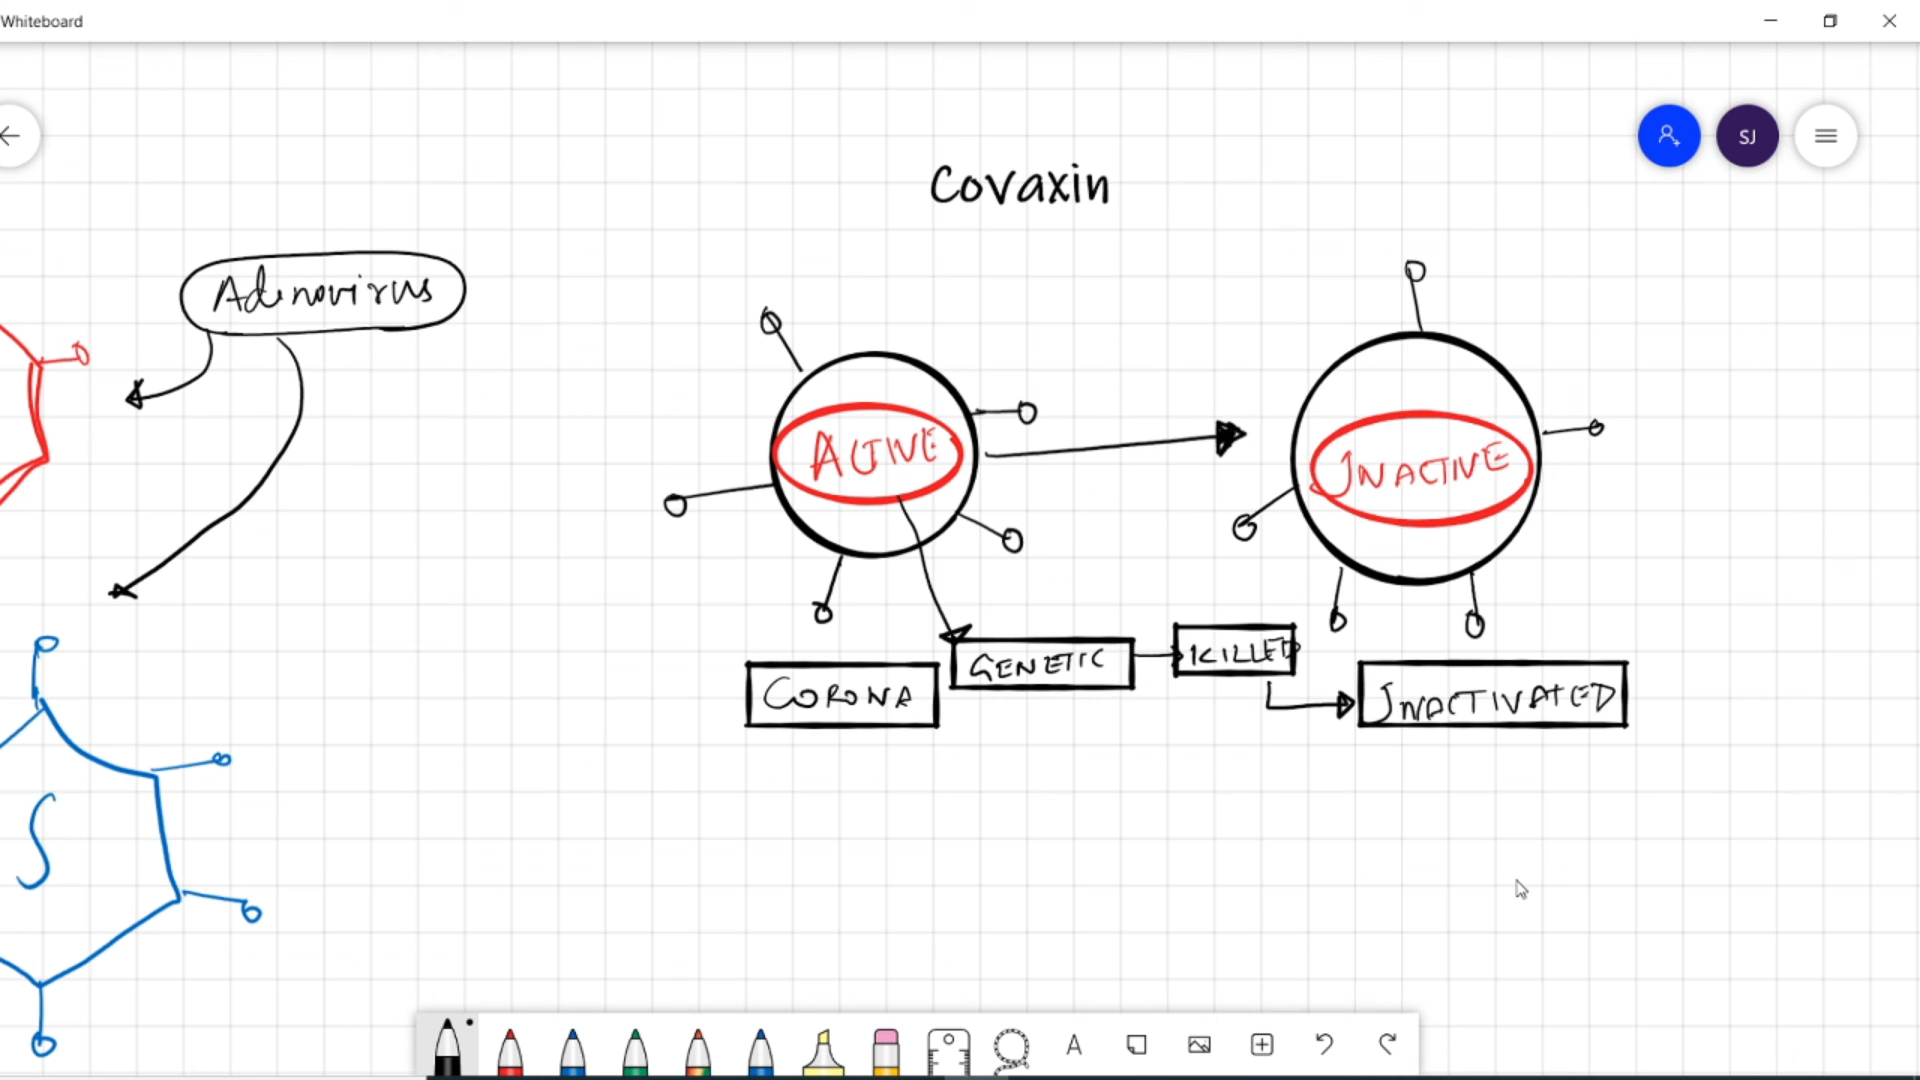 Whiteboard
SJ
Covaxin
Adenovirus
ACTIVE
INACTIVE
GENETIC
KILLED
CORONA
INACTIVATED
S
A